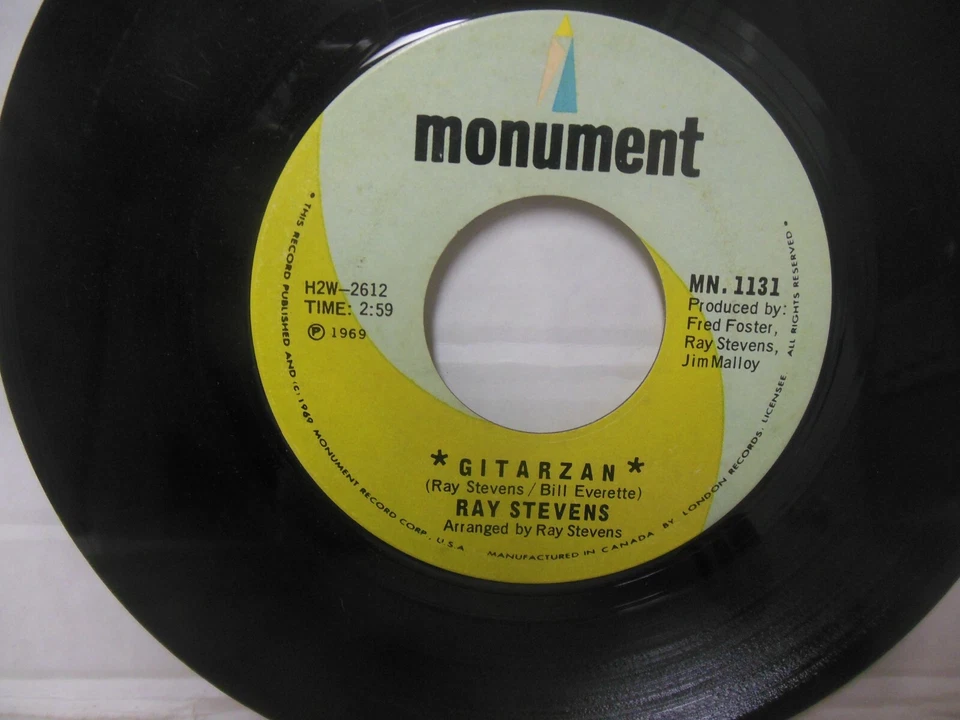 monument
H2W-2612
TIME: 2:59
Ⓟ 1969
MN. 1131
Produced by:
Fred Foster,
Ray Stevens,
Jim Malloy
* GITARZAN *
(Ray Stevens / Bill Everette)
RAY STEVENS
Arranged by Ray Stevens
* THIS RECORD PUBLISHED AND (C) 1969 MONUMENT RECORD CORP., U.S.A. MANUFACTURED IN CANADA BY LONDON RECORDS, LICENSEE. ALL RIGHTS RESERVED *